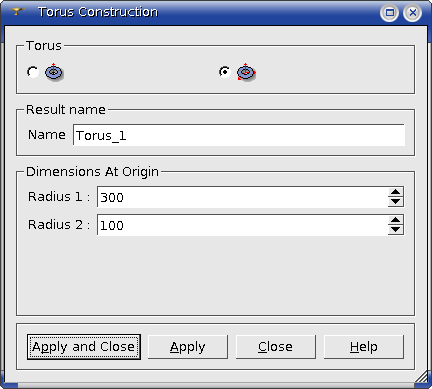 Torus Construction
Torus
Result name
Name Torus_1
Dimensions At Origin
Radius 1 : 300
Radius 2 : 100
Apply and Close Apply Close Help